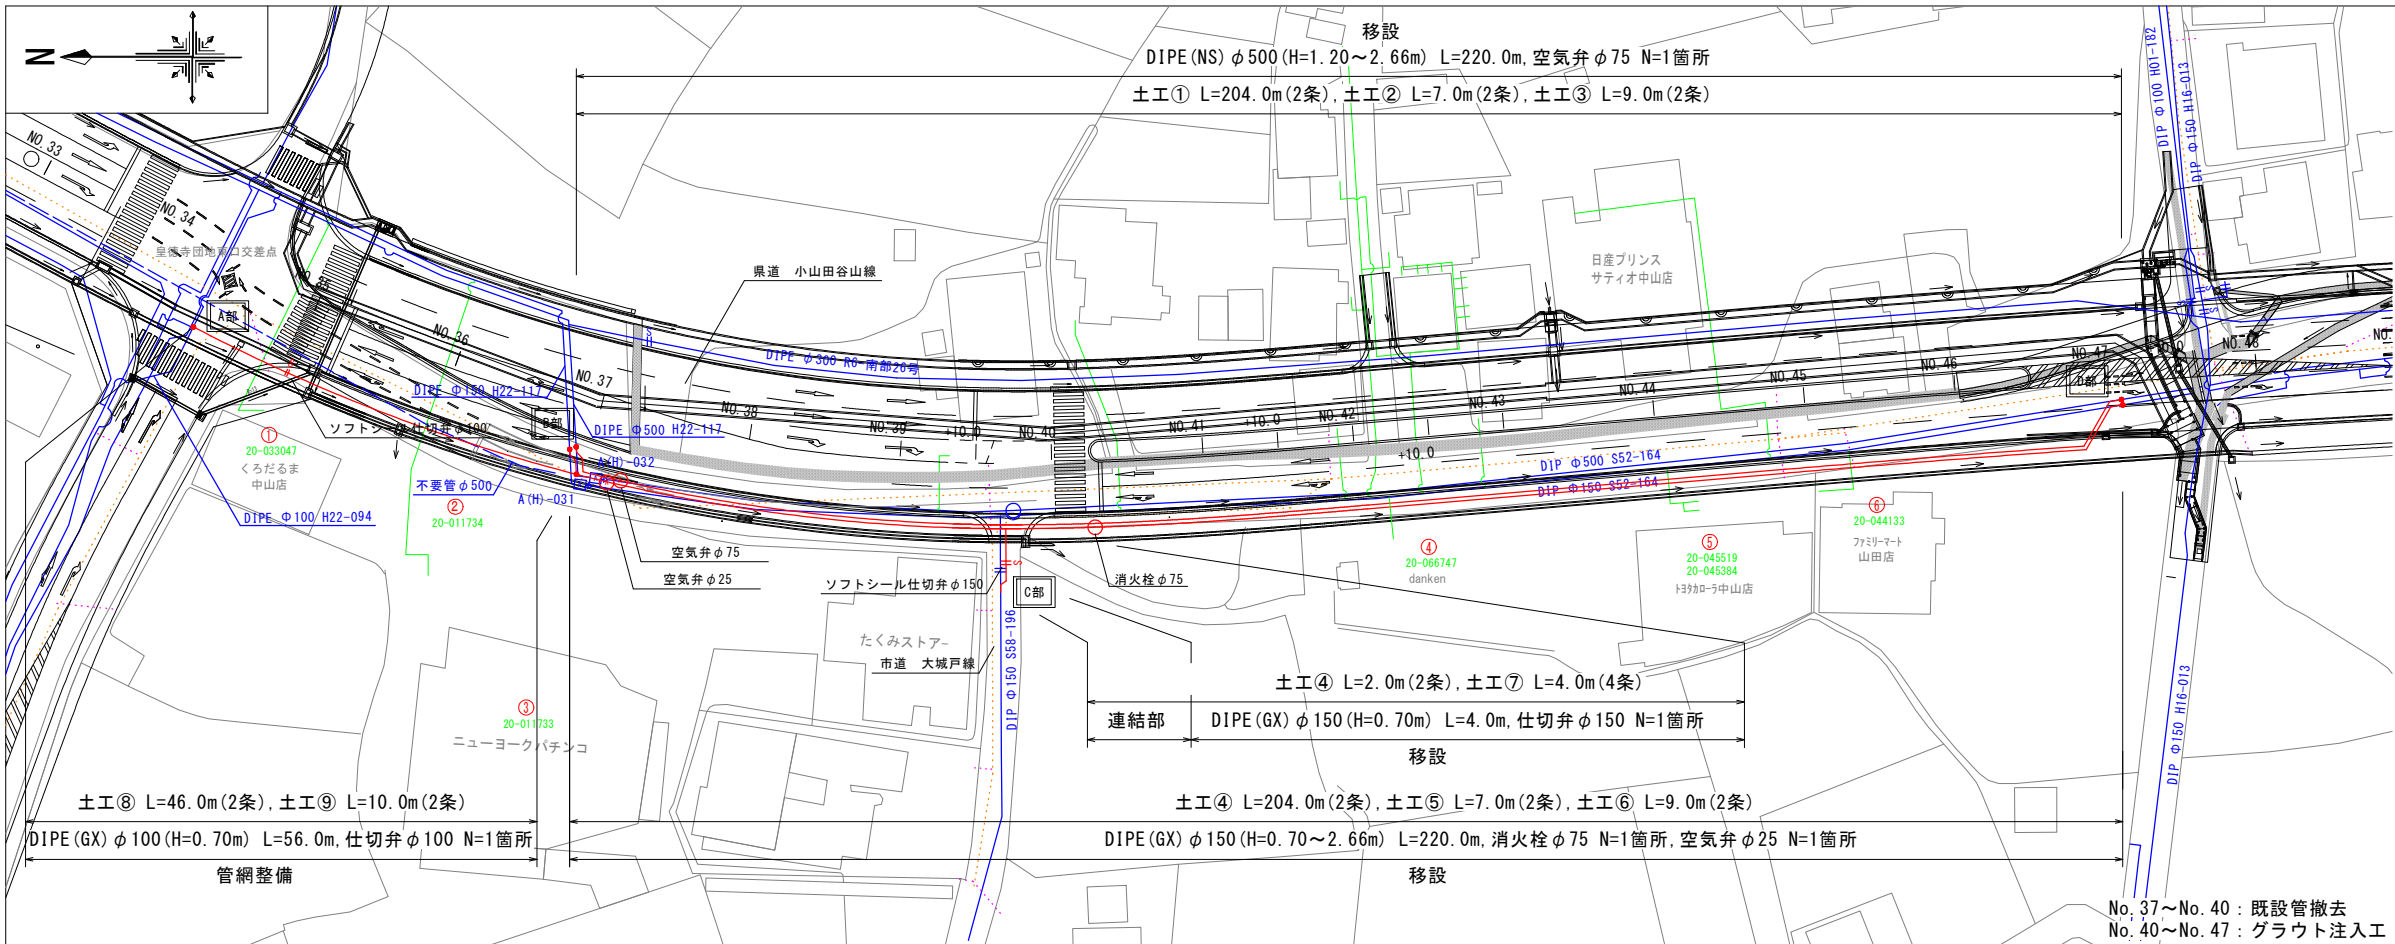 N
移設
DIPE(NS)φ500(H=1.20～2.66m) L=220.0m,空気弁φ75 N=1箇所
土工① L=204.0m(2条),土工② L=7.0m(2条),土工③ L=9.0m(2条)
DIP Φ100 H01-182
DIP Φ150 H16-013
NO.33
NO.34
皇徳寺団地東口交差点
A部
県道 小山田谷山線
日産プリンス
サティオ中山店
NO.36
NO.37
NO.38
NO.39
+10.0
NO.40
NO.41
+10.0
NO.42
NO.43
NO.44
NO.45
NO.46
NO.47
NO.48
DIPE φ300 R6-南部26号
DIPE Φ150 H22-117
DIPE Φ500 H22-117
B部
D部
ソフトシール仕切弁φ100
①
20-033047
くろだるま
中山店
②
20-011734
不要管φ500
A(H)-032
A(H)-031
DIPE Φ100 H22-094
+10.0
DIP Φ500 S52-164
DIP Φ150 S52-164
空気弁φ75
空気弁φ25
ソフトシール仕切弁φ150
消火栓φ75
C部
④
20-066747
danken
⑤
20-045519
20-045384
トヨタカローラ中山店
⑥
20-044133
ファミリーマート
山田店
たくみストアー
市道 大城戸線
DIP Φ150 S58-196
③
20-011733
ニューヨークパチンコ
土工④ L=2.0m(2条),土工⑦ L=4.0m(4条)
連結部
DIPE(GX)φ150(H=0.70m) L=4.0m,仕切弁φ150 N=1箇所
移設
DIP Φ150 H16-013
土工⑧ L=46.0m(2条),土工⑨ L=10.0m(2条)
DIPE(GX)φ100(H=0.70m) L=56.0m,仕切弁φ100 N=1箇所
管網整備
土工④ L=204.0m(2条),土工⑤ L=7.0m(2条),土工⑥ L=9.0m(2条)
DIPE(GX)φ150(H=0.70～2.66m) L=220.0m,消火栓φ75 N=1箇所,空気弁φ25 N=1箇所
移設
No.37～No.40：既設管撤去
No.40～No.47：グラウト注入工